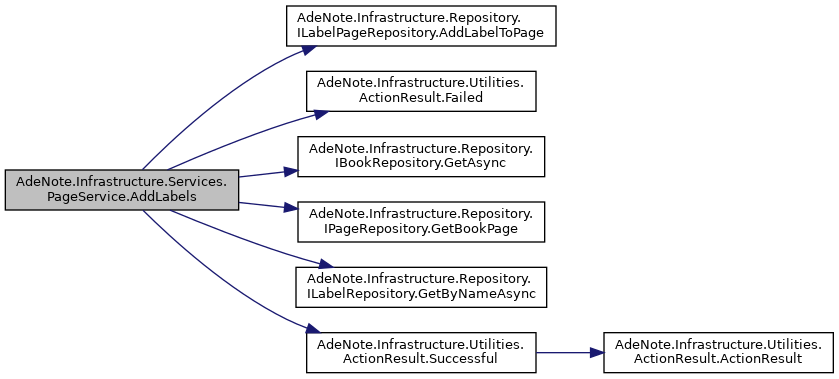 AdeNote.Infrastructure.Repository.
ILabelPageRepository.AddLabelToPage
AdeNote.Infrastructure.Utilities.
ActionResult.Failed
AdeNote.Infrastructure.Repository.
IBookRepository.GetAsync
AdeNote.Infrastructure.Services.
PageService.AddLabels
AdeNote.Infrastructure.Repository.
IPageRepository.GetBookPage
AdeNote.Infrastructure.Repository.
ILabelRepository.GetByNameAsync
AdeNote.Infrastructure.Utilities.
ActionResult.Successful
AdeNote.Infrastructure.Utilities.
ActionResult.ActionResult